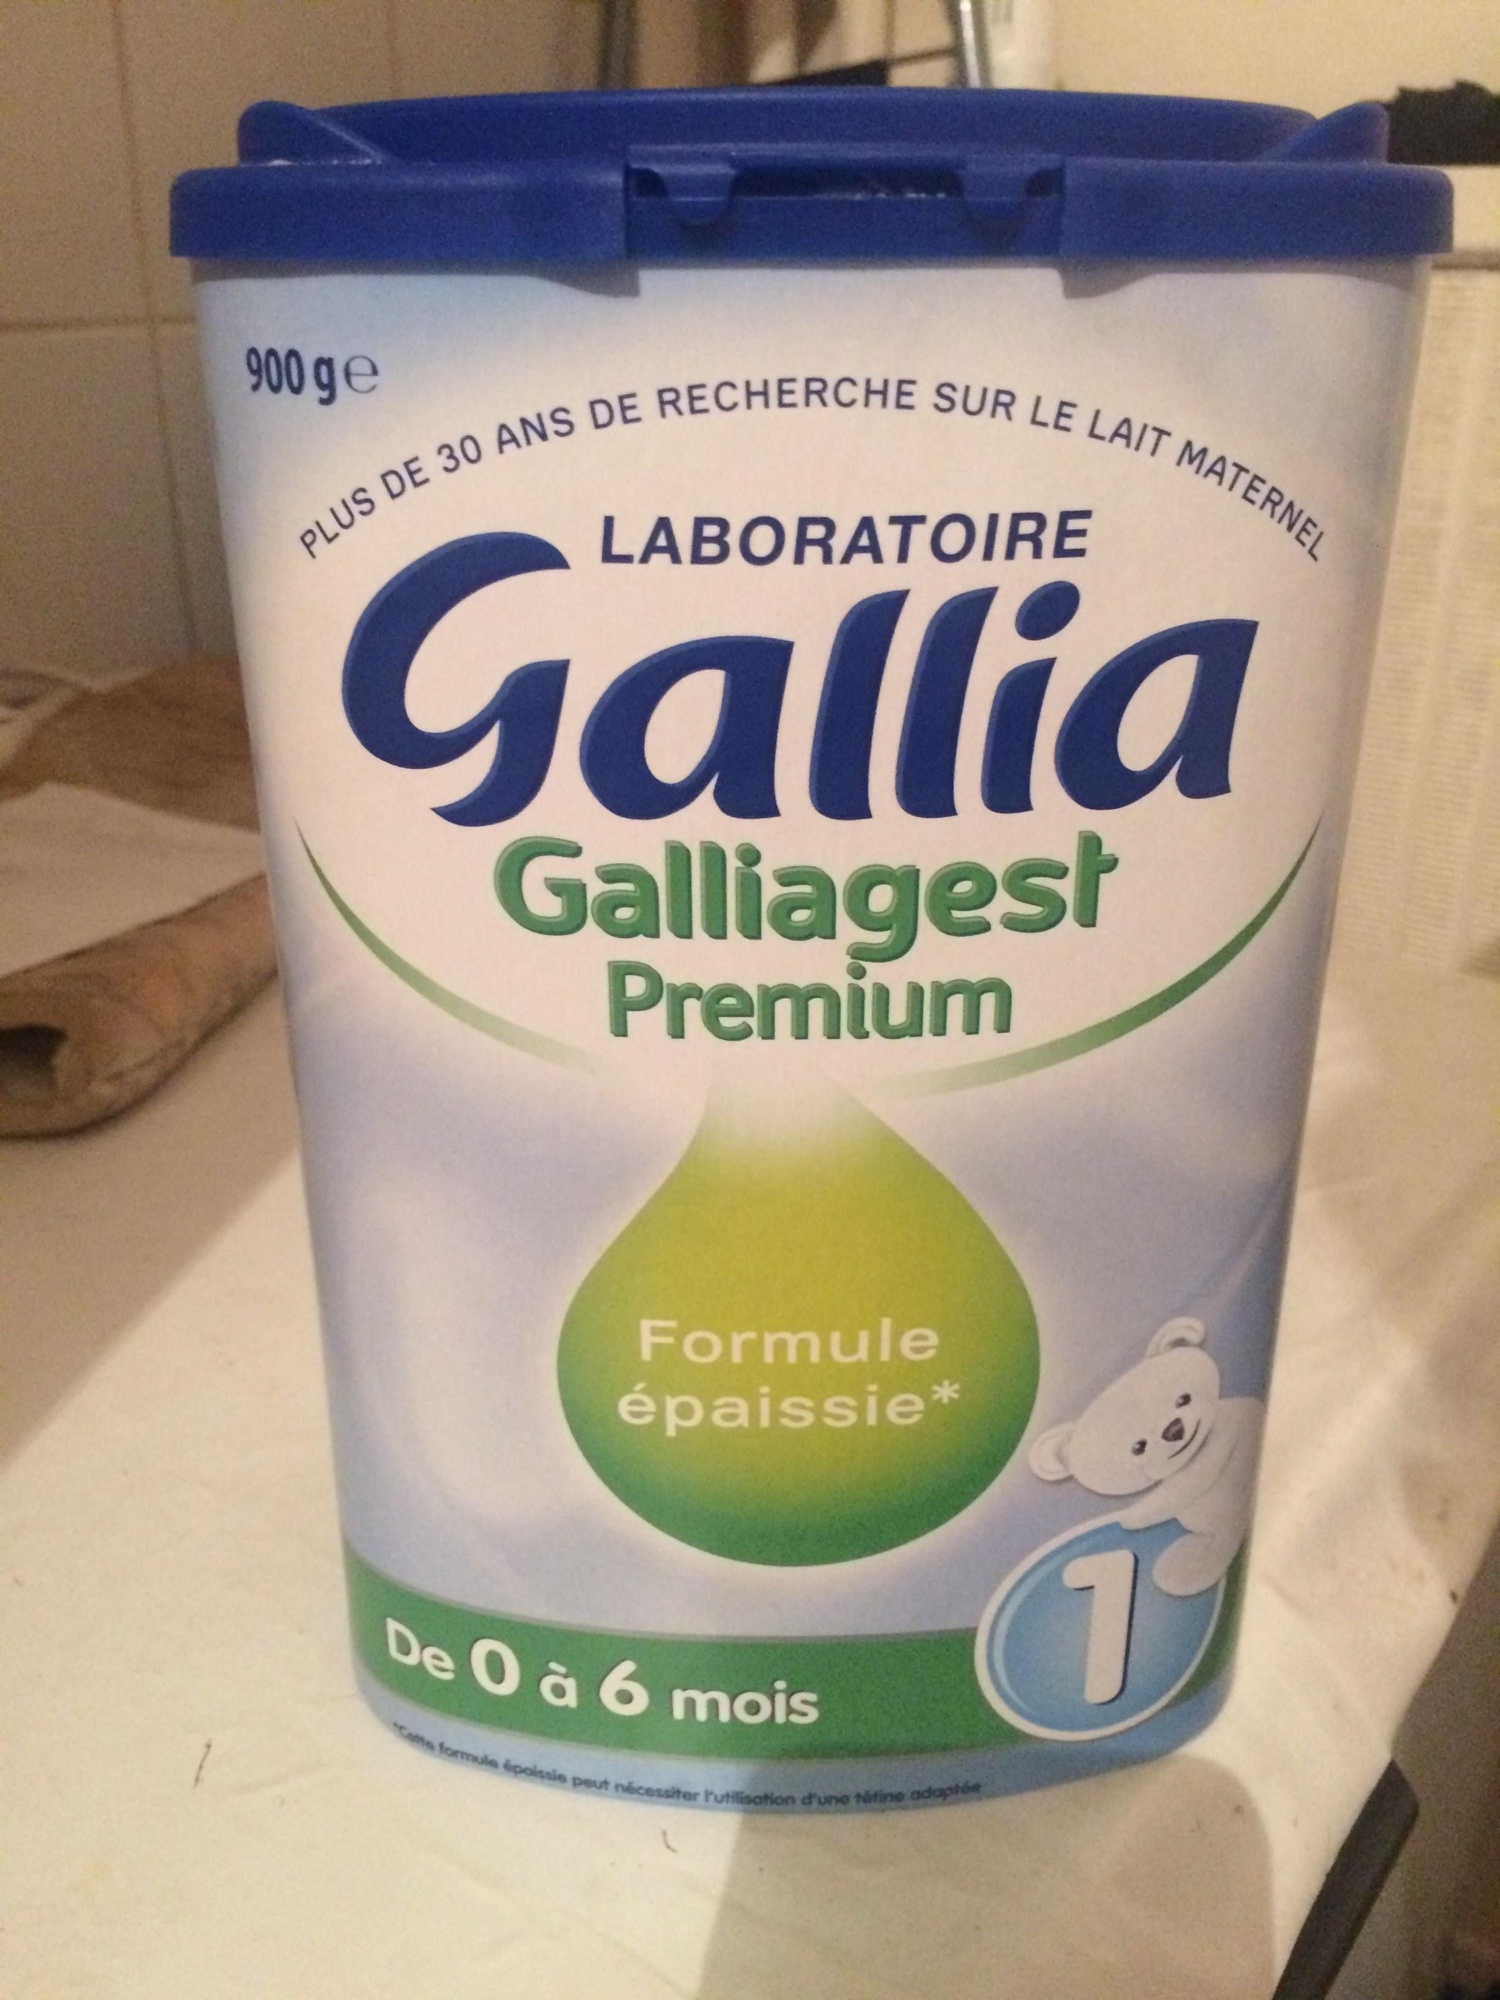 900 g ℮
PLUS DE 30 ANS DE RECHERCHE SUR LE LAIT MATERNEL
LABORATOIRE
Gallia
Galliagest
Premium
Formule
épaissie*
1
De 0 à 6 mois
*Cette formule épaissie peut nécessiter l'utilisation d'une tétine adaptée